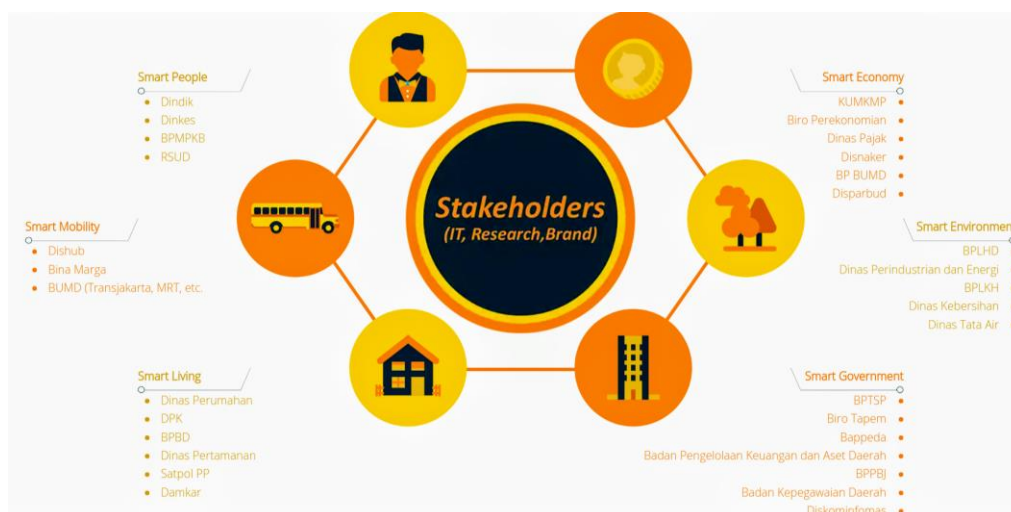 Smart People
Dindik
Dinkes
BPMPKB
RSUD
Smart Mobility
Dishub
Bina Marga
BUMD (Transjakarta, MRT, etc.
Smart Living
Dinas Perumahan
DPK
BPBD
Dinas Pertamanan
Satpol PP
Damkar
Stakeholders
(IT, Research,Brand)
Smart Economy
KUMKMP
Biro Perekonomian
Dinas Pajak
Disnaker
BP BUMD
Disparbud
Smart Environment
BPLHD
Dinas Perindustrian dan Energi
BPLKH
Dinas Kebersihan
Dinas Tata Air
Smart Government
BPTSP
Biro Tapem
Bappeda
Badan Pengelolaan Keuangan dan Aset Daerah
BPPBJ
Badan Kepegawaian Daerah
Diskominfomas